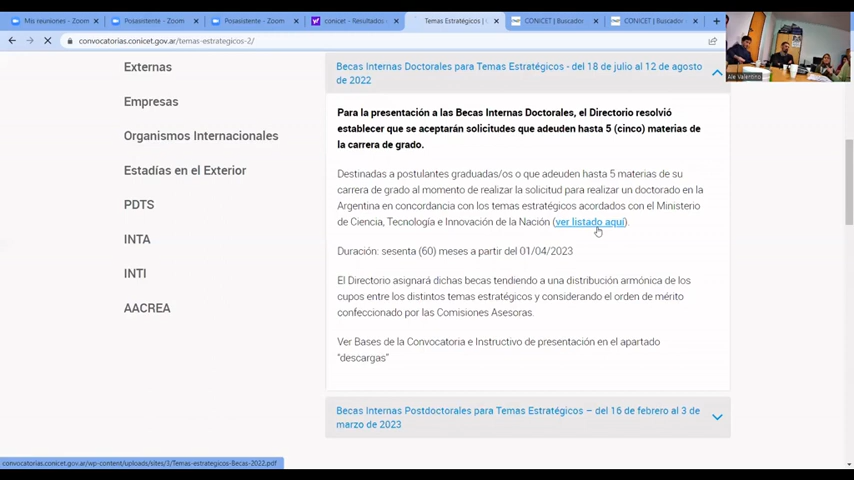 Mis reuniones - Zoom
Posasistente - Zoom
Posasistente - Zoom
conicet - Resultados
Temas Estratégicos |
CONICET | Buscador
CONICET | Buscador
convocatorias.conicet.gov.ar/temas-estrategicos-2/
Ale Valentino
Externas
Empresas
Organismos Internacionales
Estadías en el Exterior
PDTS
INTA
INTI
AACREA
Becas Internas Doctorales para Temas Estratégicos - del 18 de julio al 12 de agosto
de 2022
Para la presentación a las Becas Internas Doctorales, el Directorio resolvió
establecer que se aceptarán solicitudes que adeuden hasta 5 (cinco) materias de
la carrera de grado.
Destinadas a postulantes graduadas/os o que adeuden hasta 5 materias de su
carrera de grado al momento de realizar la solicitud para realizar un doctorado en la
Argentina en concordancia con los temas estratégicos acordados con el Ministerio
de Ciencia, Tecnología e Innovación de la Nación (ver listado aquí).
Duración: sesenta (60) meses a partir del 01/04/2023
El Directorio asignará dichas becas tendiendo a una distribución armónica de los
cupos entre los distintos temas estratégicos y considerando el orden de mérito
confeccionado por las Comisiones Asesoras.
Ver Bases de la Convocatoria e Instructivo de presentación en el apartado
“descargas”
Becas Internas Postdoctorales para Temas Estratégicos – del 16 de febrero al 3 de
marzo de 2023
convocatorias.conicet.gov.ar/wp-content/uploads/sites/3/Temas-estrategicos-Becas-2022.pdf